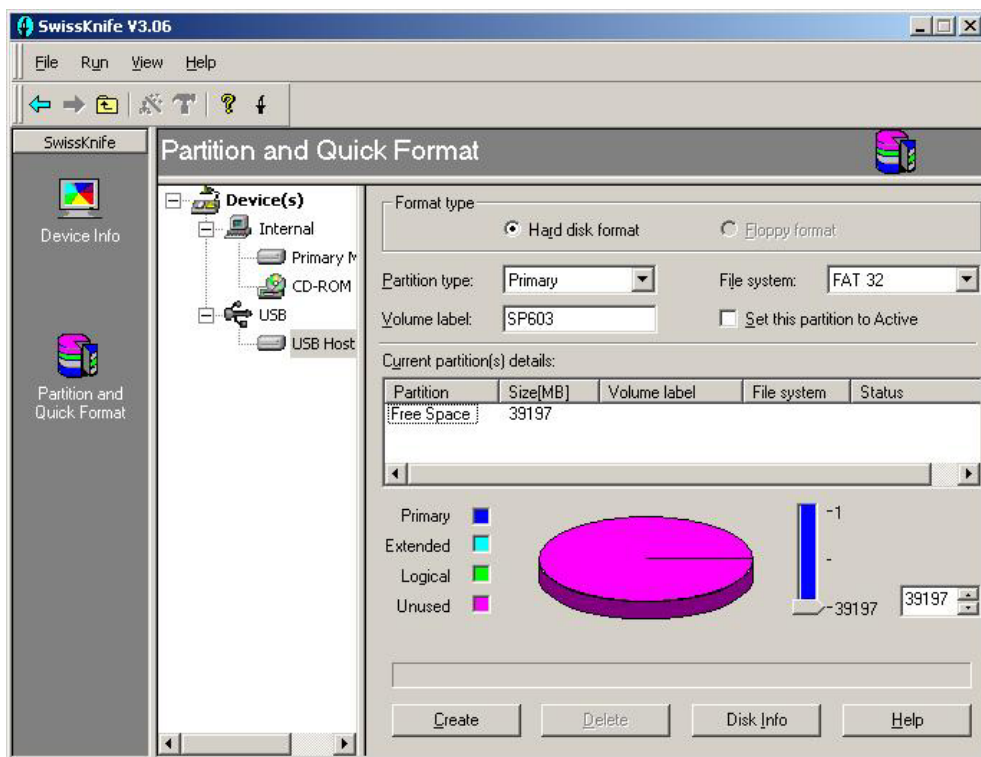 SwissKnife V3.06
File Run View Help
SwissKnife
Partition and Quick Format
Device Info
Partition and
Quick Format
Device(s)
Internal
Primary M
CD-ROM
USB
USB Host
Format type
Hard disk format
Floppy format
Partition type:
Primary
File system:
FAT 32
Volume label:
SP603
Set this partition to Active
Current partition(s) details:
Partition Size[MB] Volume label File system Status
Free Space 39197
Primary
Extended
Logical
Unused
-1
-
-39197
39197
Create Delete Disk Info Help